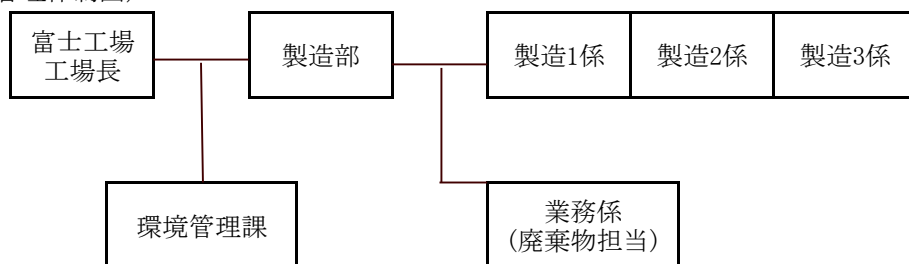 富士工場
工場長
製造部
製造1係
製造2係
製造3係
環境管理課
業務係
(廃棄物担当)